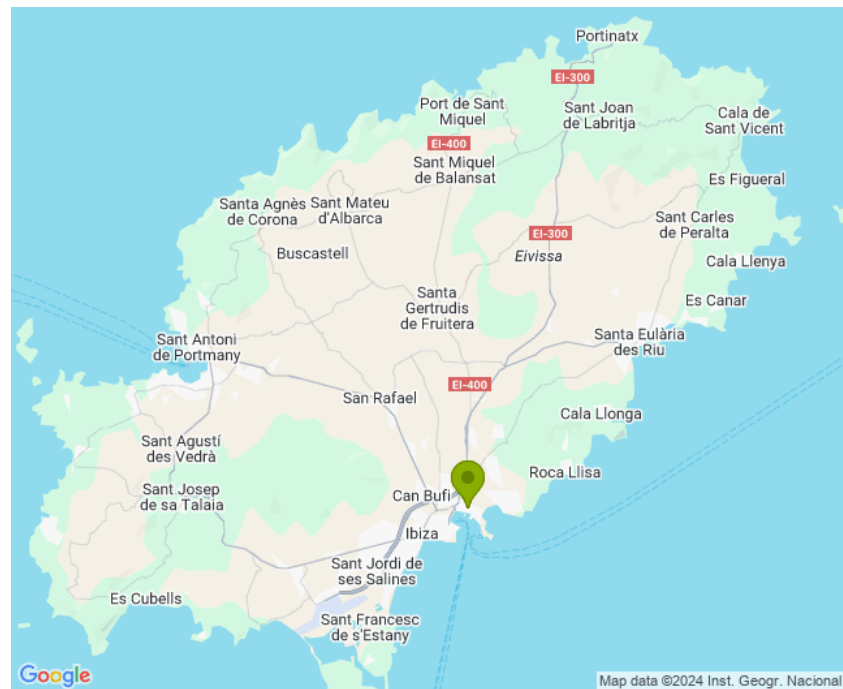 Portinatx
EI-300
Port de Sant
Miquel
Sant Joan
de Labritja
Cala de
Sant Vicent
EI-400
Sant Miquel
de Balansat
Es Figueral
Santa Agnès
de Corona
Sant Mateu
d'Albarca
Sant Carles
de Peralta
EI-300
Buscastell
Eivissa
Cala Llenya
Santa
Gertrudis
de Fruitera
Es Canar
Sant Antoni
de Portmany
Santa Eulària
des Riu
EI-400
San Rafael
Cala Llonga
Sant Agustí
des Vedrà
Roca Llisa
Sant Josep
de sa Talaia
Can Bufí
Ibiza
Sant Jordi de
ses Salines
Es Cubells
Sant Francesc
de s'Estany
Google
Map data ©2024 Inst. Geogr. Nacional